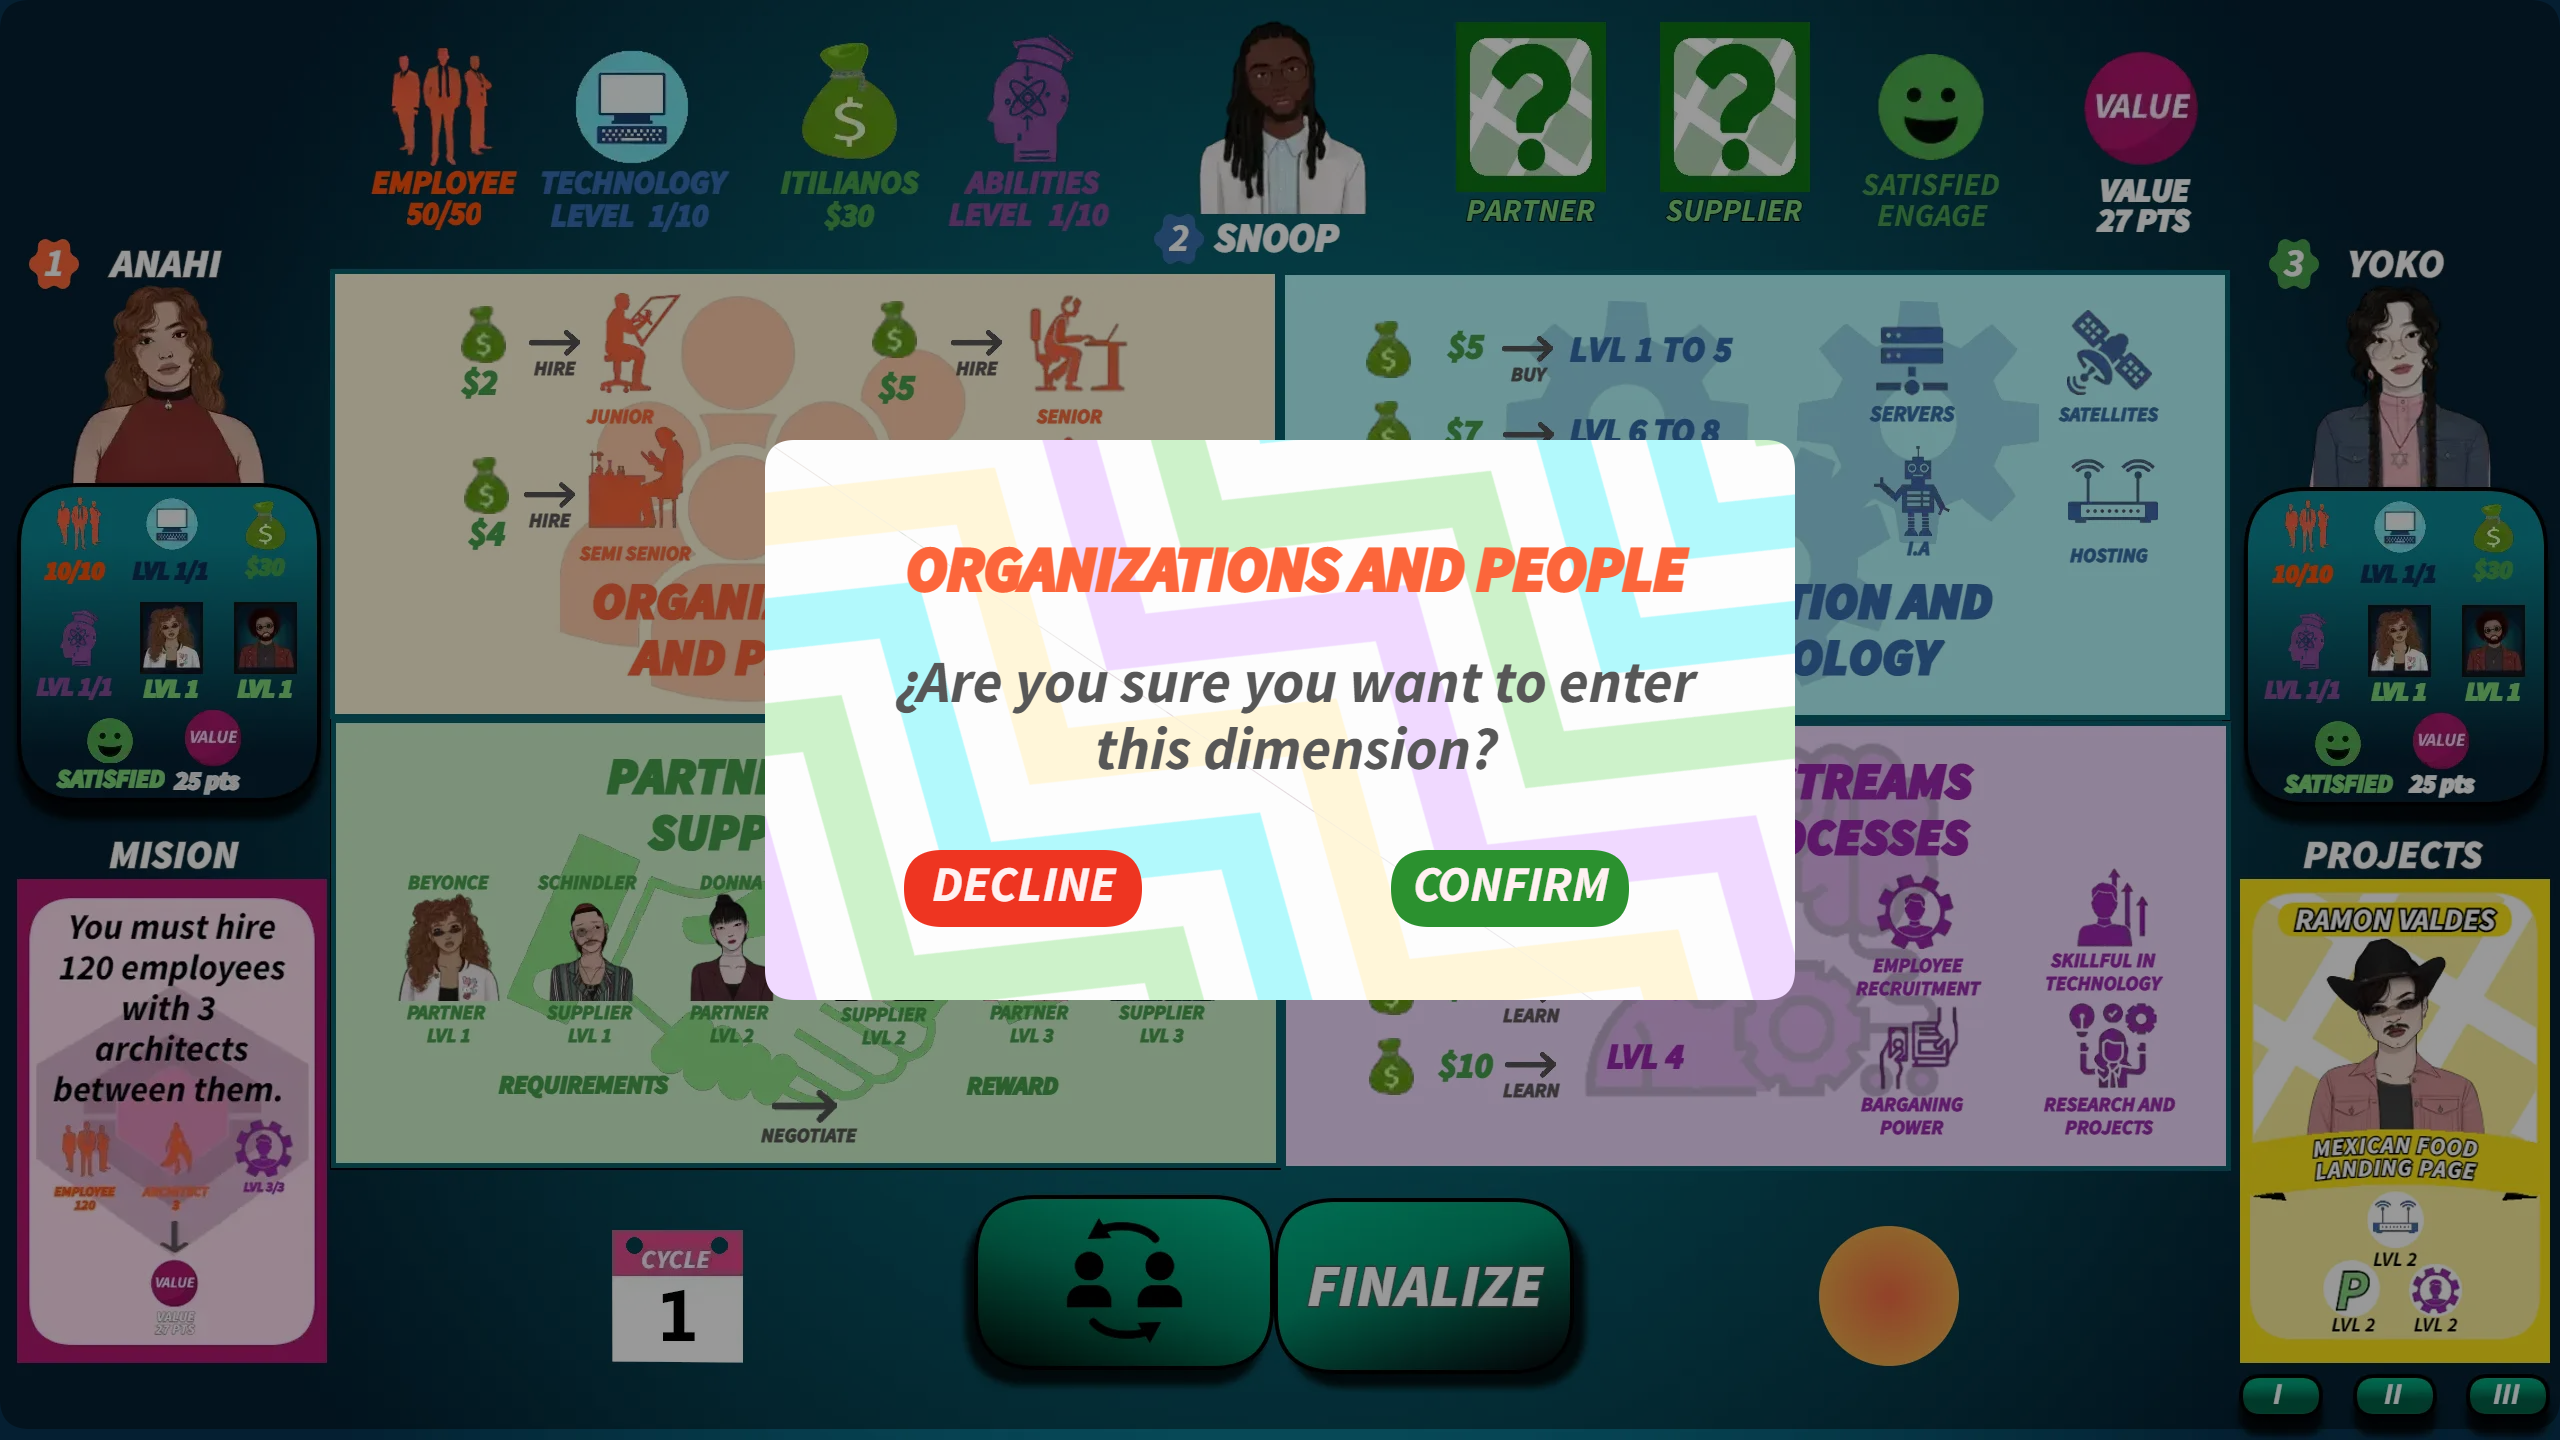 EMPLOYEE
50/50
TECHNOLOGY
LEVEL 1/10
ITILIANOS
$30
ABILITIES
LEVEL 1/10
2 SNOOP
PARTNER
SUPPLIER
SATISFIED
ENGAGE
VALUE
VALUE
27 PTS
1 ANAHI
10/10
LVL 1/1
$30
LVL 1/1
LVL 1
LVL 1
VALUE
SATISFIED
25 pts
3 YOKO
10/10
LVL 1/1
$30
LVL 1/1
LVL 1
LVL 1
VALUE
SATISFIED
25 pts
$2
HIRE
JUNIOR
$5
HIRE
SENIOR
$4
HIRE
SEMI SENIOR
ORGANI
AND P
$5
BUY
LVL 1 TO 5
$7
LVL 6 TO 8
SERVERS
SATELLITES
I.A
HOSTING
TION AND
OLOGY
ORGANIZATIONS AND PEOPLE
¿Are you sure you want to enter
this dimension?
DECLINE
CONFIRM
PARTN
SUPP
BEYONCE
SCHINDLER
DONNA
PARTNER
LVL 1
SUPPLIER
LVL 1
PARTNER
LVL 2
SUPPLIER
LVL 2
PARTNER
LVL 3
SUPPLIER
LVL 3
REQUIREMENTS
NEGOTIATE
REWARD
TREAMS
OCESSES
LEARN
$10
LEARN
LVL 4
EMPLOYEE
RECRUITMENT
SKILLFUL IN
TECHNOLOGY
BARGANING
POWER
RESEARCH AND
PROJECTS
MISION
You must hire
120 employees
with 3
architects
between them.
EMPLOYEE
120
ARCHITECT
3
LVL 3/3
VALUE
VALUE
27 PTS
CYCLE
1
FINALIZE
PROJECTS
RAMON VALDES
MEXICAN FOOD
LANDING PAGE
LVL 2
P
LVL 2
LVL 2
I
II
III